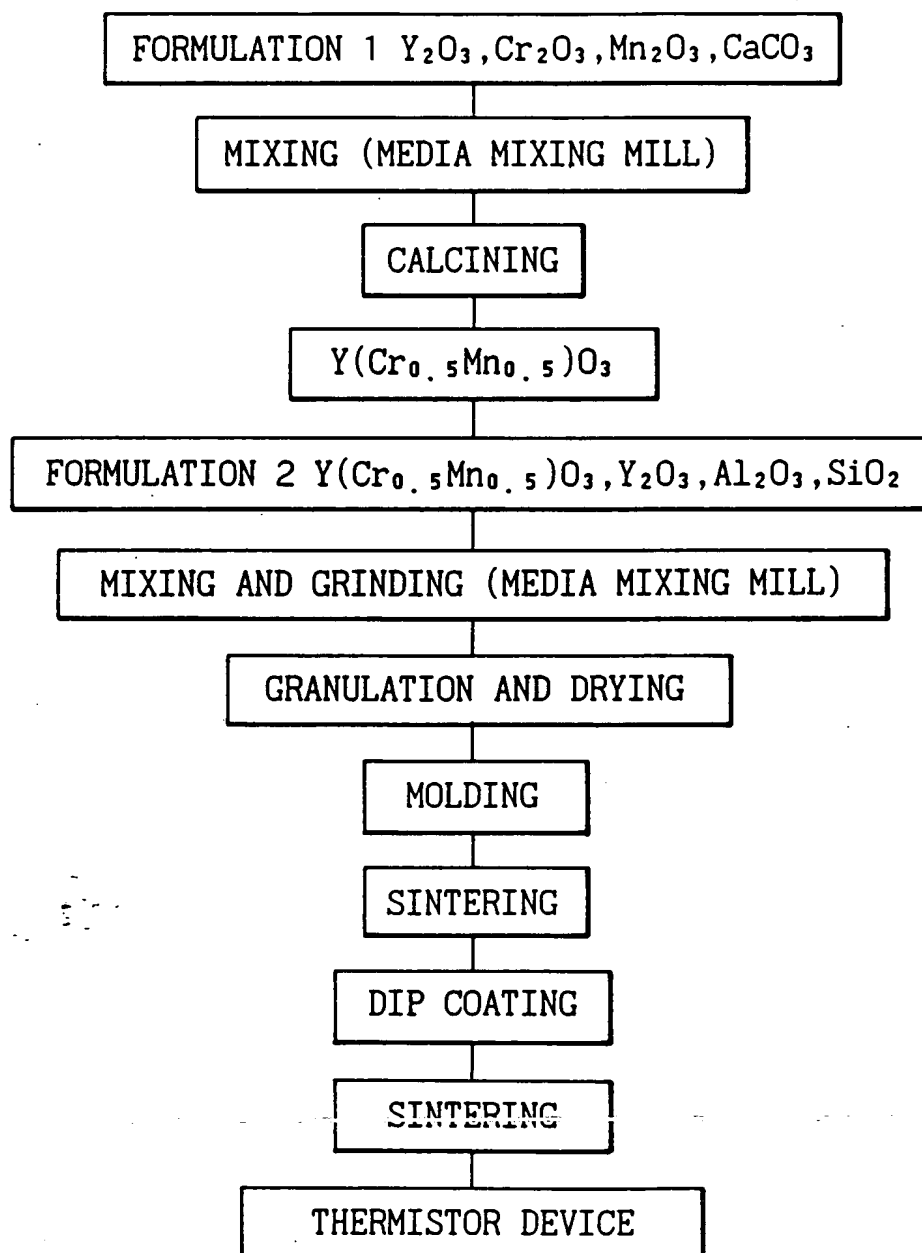 FORMULATION 1 Y₂O₃,Cr₂O₃,Mn₂O₃,CaCO₃
MIXING (MEDIA MIXING MILL)
CALCINING
Y(Cr₀.₅Mn₀.₅)O₃
FORMULATION 2 Y(Cr₀.₅Mn₀.₅)O₃,Y₂O₃,Al₂O₃,SiO₂
MIXING AND GRINDING (MEDIA MIXING MILL)
GRANULATION AND DRYING
MOLDING
SINTERING
DIP COATING
SINTERING
THERMISTOR DEVICE